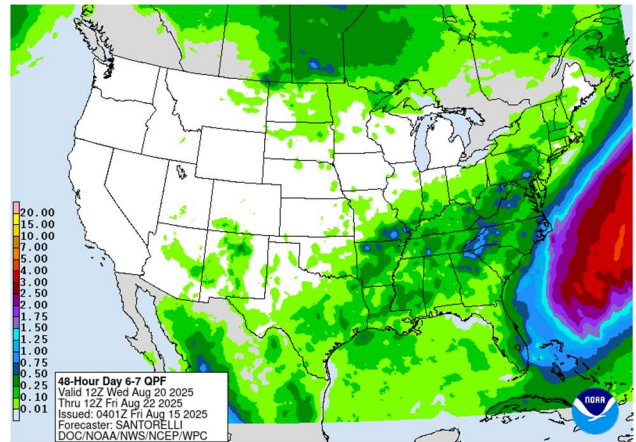 20.00
15.00
10.00
7.00
5.00
4.00
3.00
2.50
2.00
1.75
1.50
1.25
1.00
0.75
0.50
0.25
0.10
0.01
48-Hour Day 6-7 QPF
Valid 12Z Wed Aug 20 2025
Thru 12Z Fri Aug 22 2025
Issued: 0401Z Fri Aug 15 2025
Forecaster: SANTORELLI
DOC/NOAA/NWS/NCEP/WPC
NOAA